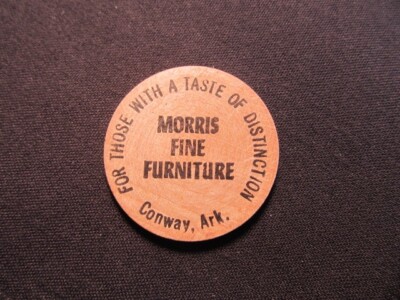 FOR THOSE WITH A TASTE OF DISTINCTION
MORRIS
FINE
FURNITURE
Conway, Ark.